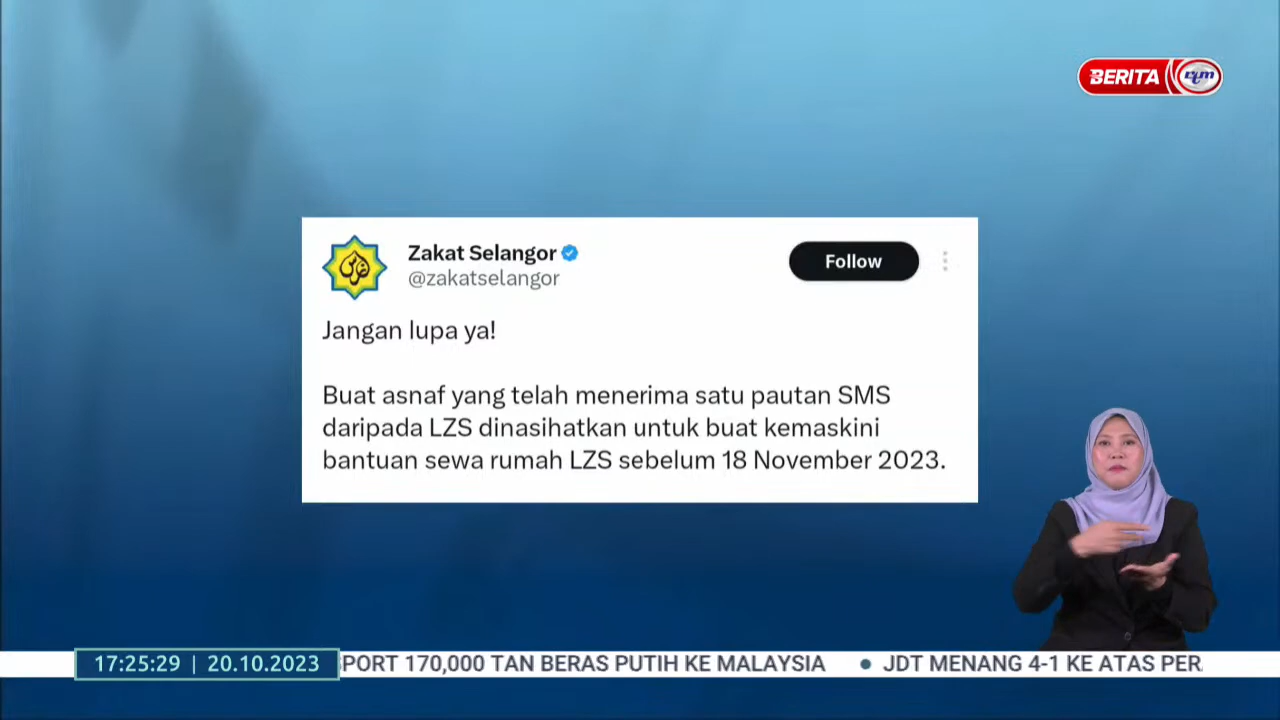 BERITA rtm
Zakat Selangor
@zakatselangor
Follow
Jangan lupa ya!
Buat asnaf yang telah menerima satu pautan SMS
daripada LZS dinasihatkan untuk buat kemaskini
bantuan sewa rumah LZS sebelum 18 November 2023.
17:25:29 | 20.10.2023
PORT 170,000 TAN BERAS PUTIH KE MALAYSIA • JDT MENANG 4-1 KE ATAS PER